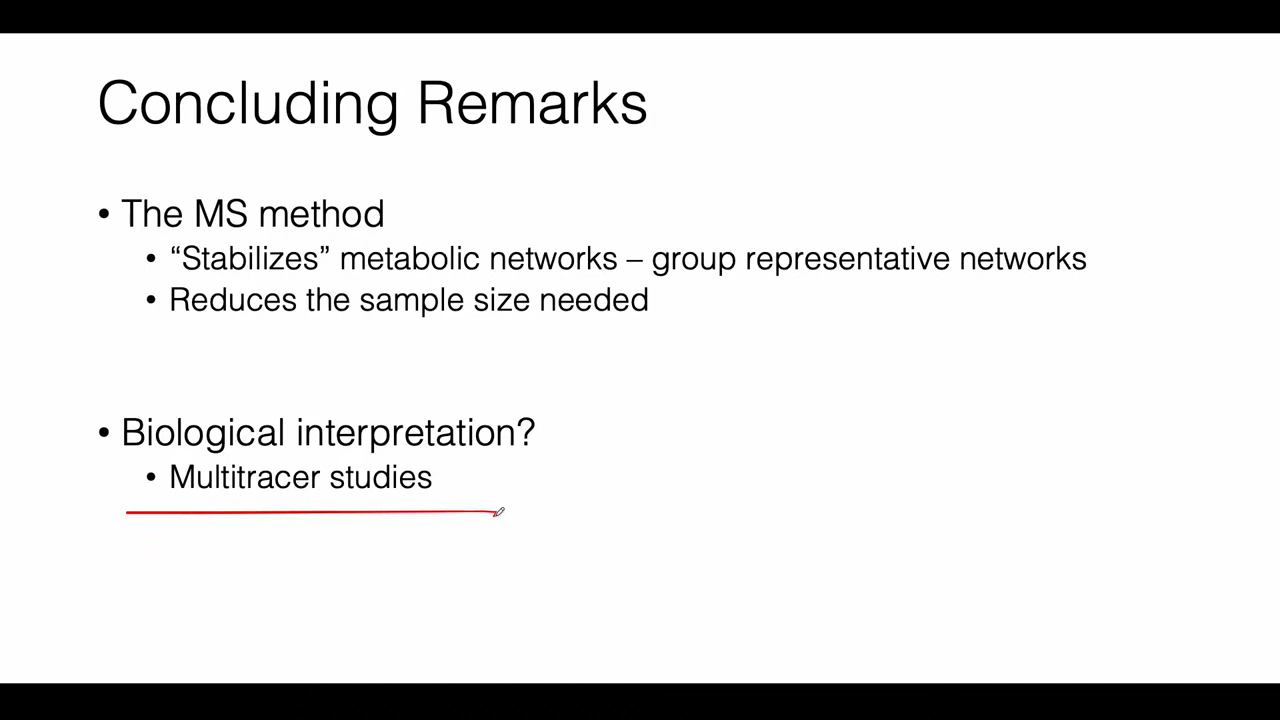 Concluding Remarks
• The MS method
• “Stabilizes” metabolic networks – group representative networks
• Reduces the sample size needed
• Biological interpretation?
• Multitracer studies